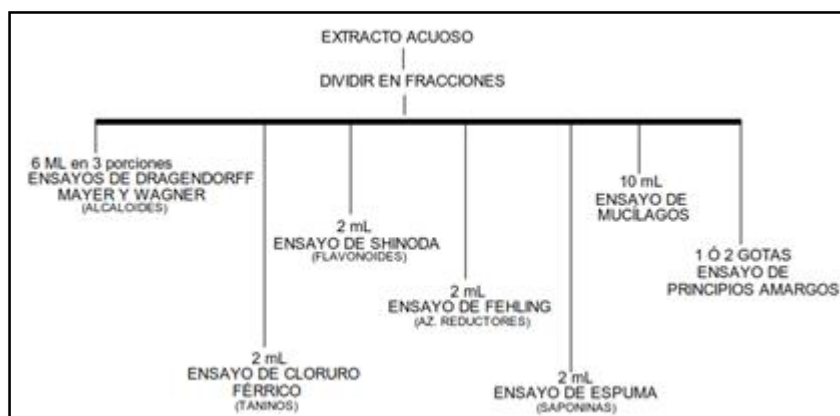 EXTRACTO ACUOSO
DIVIDIR EN FRACCIONES
6 ML en 3 porciones
ENSAYOS DE DRAGENDORFF
MAYER Y WAGNER
(ALCALOIDES)
2 mL
ENSAYO DE CLORURO
FÉRRICO
(TANINOS)
2 mL
ENSAYO DE SHINODA
(FLAVONOIDES)
2 mL
ENSAYO DE FEHLING
(AZ. REDUCTORES)
2 mL
ENSAYO DE ESPUMA
(SAPONINAS)
10 mL
ENSAYO DE
MUCÍLAGOS
1 Ó 2 GOTAS
ENSAYO DE
PRINCIPIOS AMARGOS